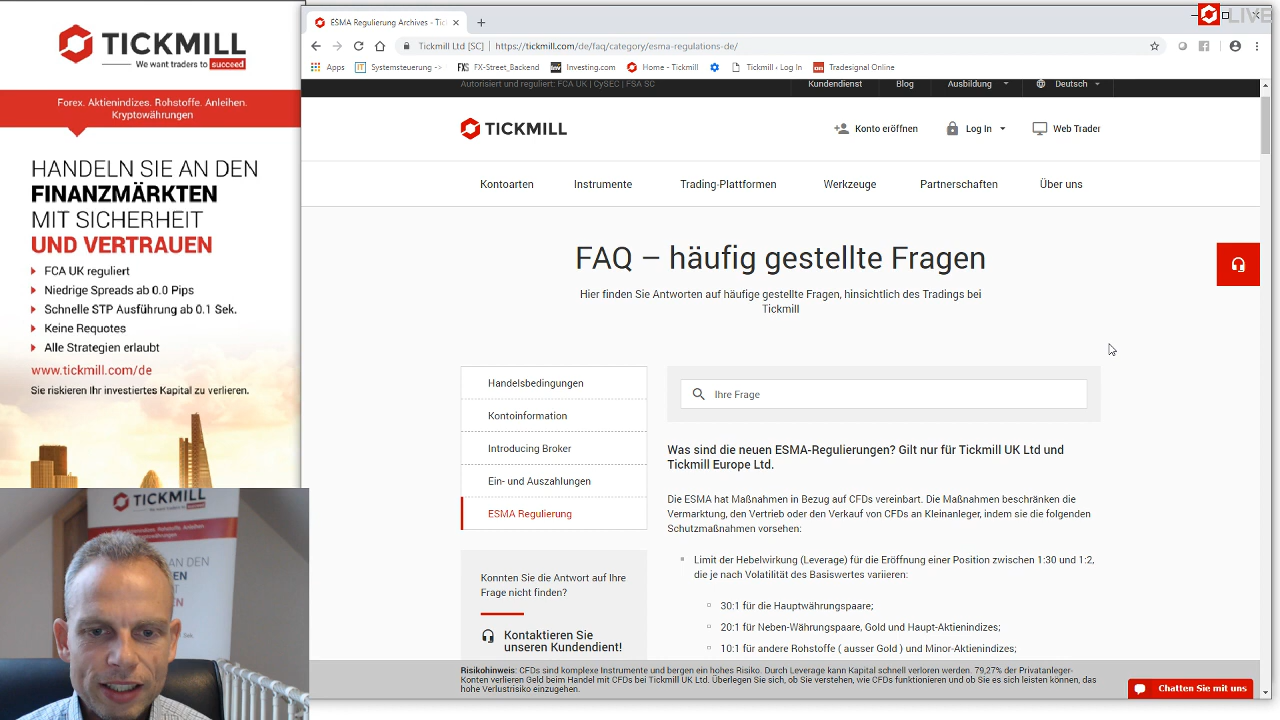 TICKMILL
We want traders to succeed
Forex. Aktienindizes. Rohstoffe. Anleihen.
Kryptowährungen
HANDELN SIE AN DEN
FINANZMÄRKTEN
MIT SICHERHEIT
UND VERTRAUEN
FCA UK reguliert
Niedrige Spreads ab 0.0 Pips
Schnelle STP Ausführung ab 0.1 Sek.
Keine Requotes
Alle Strategien erlaubt
www.tickmill.com/de
Sie riskieren Ihr investiertes Kapital zu verlieren.
TICKMILL
LIVE
ESMA Regulierung Archives - Tic
Tickmill Ltd [SC] https://tickmill.com/de/faq/category/esma-regulations-de/
Apps Systemsteuerung -> FX-Street_Backend Investing.com Home - Tickmill Tickmill • Log In Tradesignal Online
Autorisiert und reguliert: FCA UK | CySEC | FSA SC Kundendienst Blog Ausbildung Deutsch
TICKMILL Konto eröffnen Log In Web Trader
Kontoarten Instrumente Trading-Plattformen Werkzeuge Partnerschaften Über uns
FAQ – häufig gestellte Fragen
Hier finden Sie Antworten auf häufige gestellte Fragen, hinsichtlich des Tradings bei
Tickmill
Handelsbedingungen
Kontoinformation
Introducing Broker
Ein- und Auszahlungen
ESMA Regulierung
Konnten Sie die Antwort auf Ihre
Frage nicht finden?
Kontaktieren Sie
unseren Kundendient!
Ihre Frage
Was sind die neuen ESMA-Regulierungen? Gilt nur für Tickmill UK Ltd und
Tickmill Europe Ltd.
Die ESMA hat Maßnahmen in Bezug auf CFDs vereinbart. Die Maßnahmen beschränken die
Vermarktung, den Vertrieb oder den Verkauf von CFDs an Kleinanleger, indem sie die folgenden
Schutzmaßnahmen vorsehen:
Limit der Hebelwirkung (Leverage) für die Eröffnung einer Position zwischen 1:30 und 1:2,
die je nach Volatilität des Basiswertes variieren:
30:1 für die Hauptwährungspaare;
20:1 für Neben-Währungspaare, Gold und Haupt-Aktienindizes;
10:1 für andere Rohstoffe ( ausser Gold ) und Minor-Aktienindizes;
Risikohinweis: CFDs sind komplexe Instrumente und bergen ein hohes Risiko. Durch Leverage kann Kapital schnell verloren werden. 79,27% der Privatanleger-
Konten verlieren Geld beim Handel mit CFDs bei Tickmill UK Ltd. Überlegen Sie sich, ob Sie verstehen, wie CFDs funktionieren und ob Sie es sich leisten können, das
hohe Verlustrisiko einzugehen.
Chatten Sie mit uns